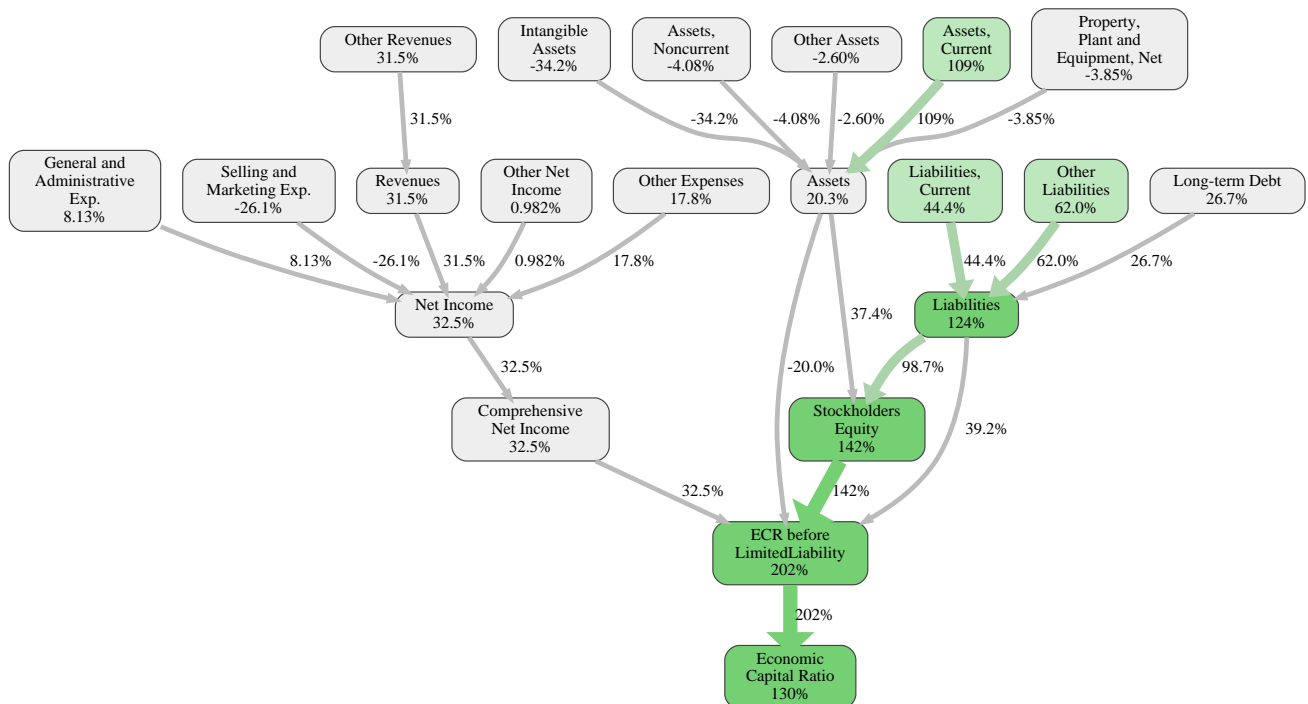 Other Revenues
31.5%
Intangible
Assets
-34.2%
Assets,
Noncurrent
-4.08%
Other Assets
-2.60%
Assets,
Current
109%
Property,
Plant and
Equipment, Net
-3.85%
31.5%
-34.2%
-4.08%
-2.60%
109%
-3.85%
General and
Administrative
Exp.
8.13%
Selling and
Marketing Exp.
-26.1%
Revenues
31.5%
Other Net
Income
0.982%
Other Expenses
17.8%
Assets
20.3%
Liabilities,
Current
44.4%
Other
Liabilities
62.0%
Long-term Debt
26.7%
8.13%
-26.1%
31.5%
0.982%
17.8%
44.4%
62.0%
26.7%
Net Income
32.5%
Liabilities
124%
37.4%
32.5%
-20.0%
98.7%
Comprehensive
Net Income
32.5%
Stockholders
Equity
142%
39.2%
32.5%
142%
ECR before
LimitedLiability
202%
202%
Economic
Capital Ratio
130%